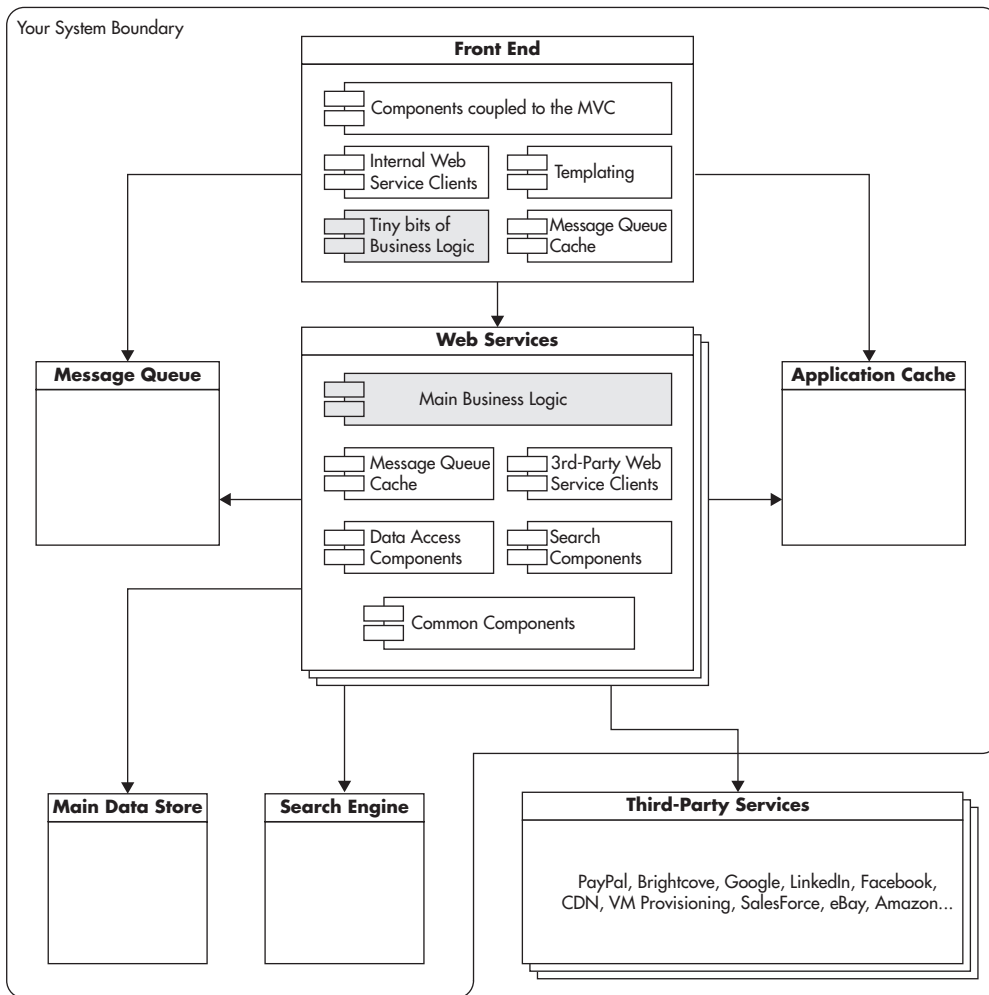 Your System Boundary
Front End
Components coupled to the MVC
Internal Web
Service Clients
Templating
Tiny bits of
Business Logic
Message Queue
Cache
Web Services
Message Queue
Application Cache
Main Business Logic
Message Queue
Cache
3rd-Party Web
Service Clients
Data Access
Components
Search
Components
Common Components
Main Data Store
Search Engine
Third-Party Services
PayPal, Brightcove, Google, LinkedIn, Facebook,
CDN, VM Provisioning, SalesForce, eBay, Amazon...